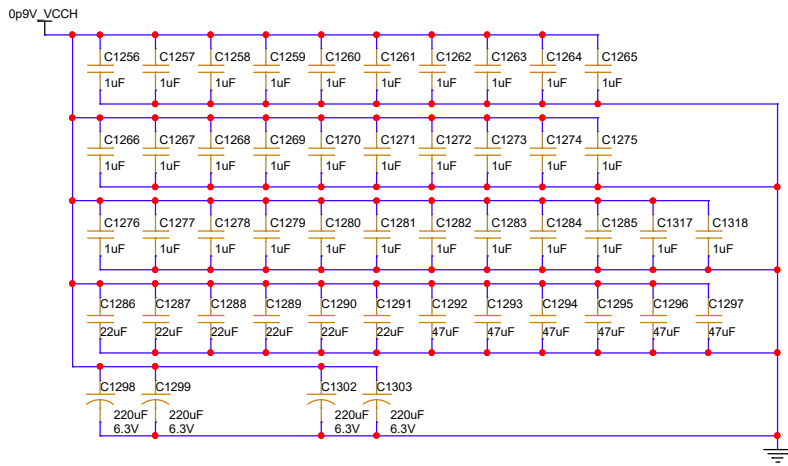 0p9V_VCCH
C1256 C1257 C1258 C1259 C1260 C1261 C1262 C1263 C1264 C1265
1uF 1uF 1uF 1uF 1uF 1uF 1uF 1uF 1uF 1uF
C1266 C1267 C1268 C1269 C1270 C1271 C1272 C1273 C1274 C1275
1uF 1uF 1uF 1uF 1uF 1uF 1uF 1uF 1uF 1uF
C1276 C1277 C1278 C1279 C1280 C1281 C1282 C1283 C1284 C1285 C1317 C1318
1uF 1uF 1uF 1uF 1uF 1uF 1uF 1uF 1uF 1uF 1uF 1uF
C1286 C1287 C1288 C1289 C1290 C1291 C1292 C1293 C1294 C1295 C1296 C1297
22uF 22uF 22uF 22uF 22uF 22uF 47uF 47uF 47uF 47uF 47uF 47uF
C1298 C1299 C1302 C1303
220uF 220uF 220uF 220uF
6.3V 6.3V 6.3V 6.3V